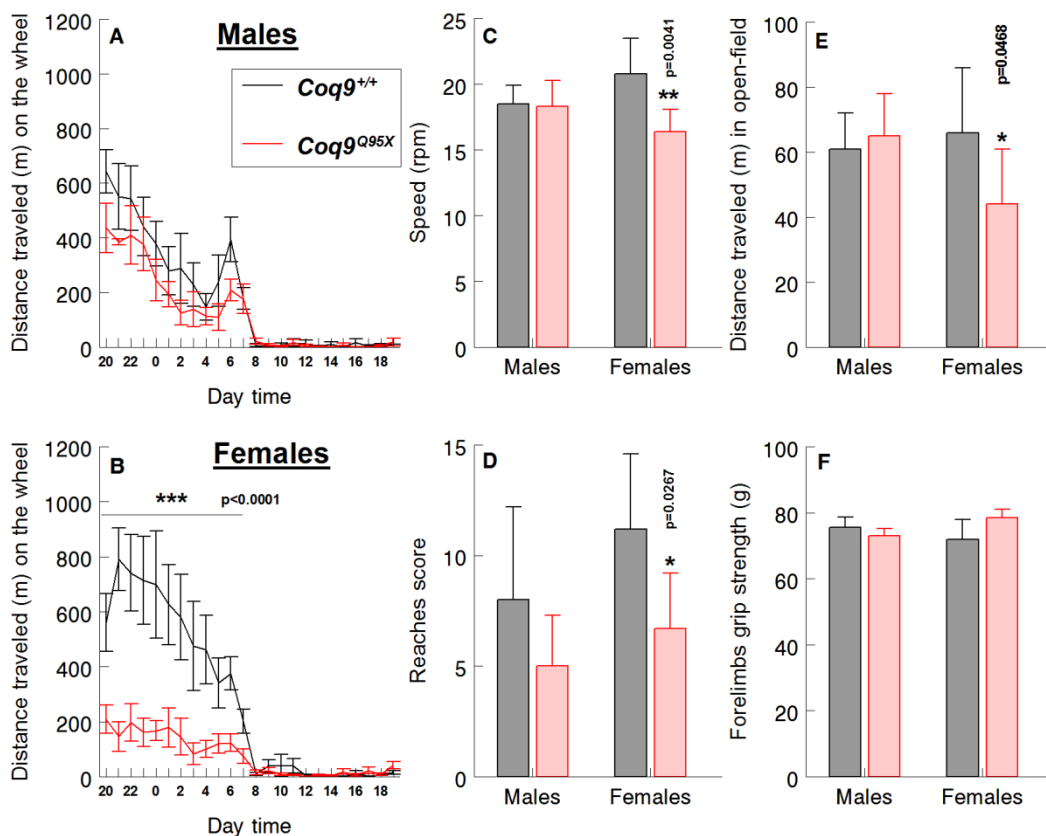 A
Males
Coq9+/+
Coq9Q95X
Distance traveled (m) on the wheel
1200
1000
800
600
400
200
0
20 22 0 2 4 6 8 10 12 14 16 18
Day time
C
p=0.0041
**
Speed (rpm)
25
20
15
10
5
0
Males Females
E
p=0.0468
*
Distance traveled (m) in open-field
100
80
60
40
20
0
Males Females
B
Females
*** p<0.0001
Distance traveled (m) on the wheel
1200
1000
800
600
400
200
0
20 22 0 2 4 6 8 10 12 14 16 18
Day time
D
p=0.0267
*
Reaches score
15
10
5
0
Males Females
F
Forelimbs grip strength (g)
100
80
60
40
20
0
Males Females